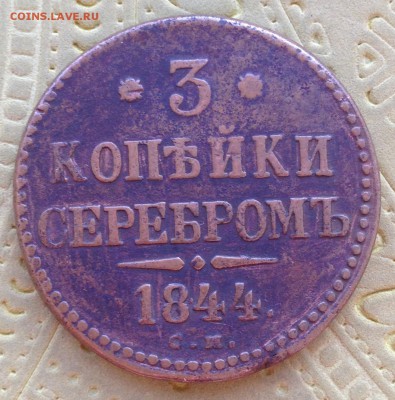 COINS.LAVE.RU
* 3 *
КОПѢЙКИ
СЕРЕБРОМЪ
1844.
С.М.